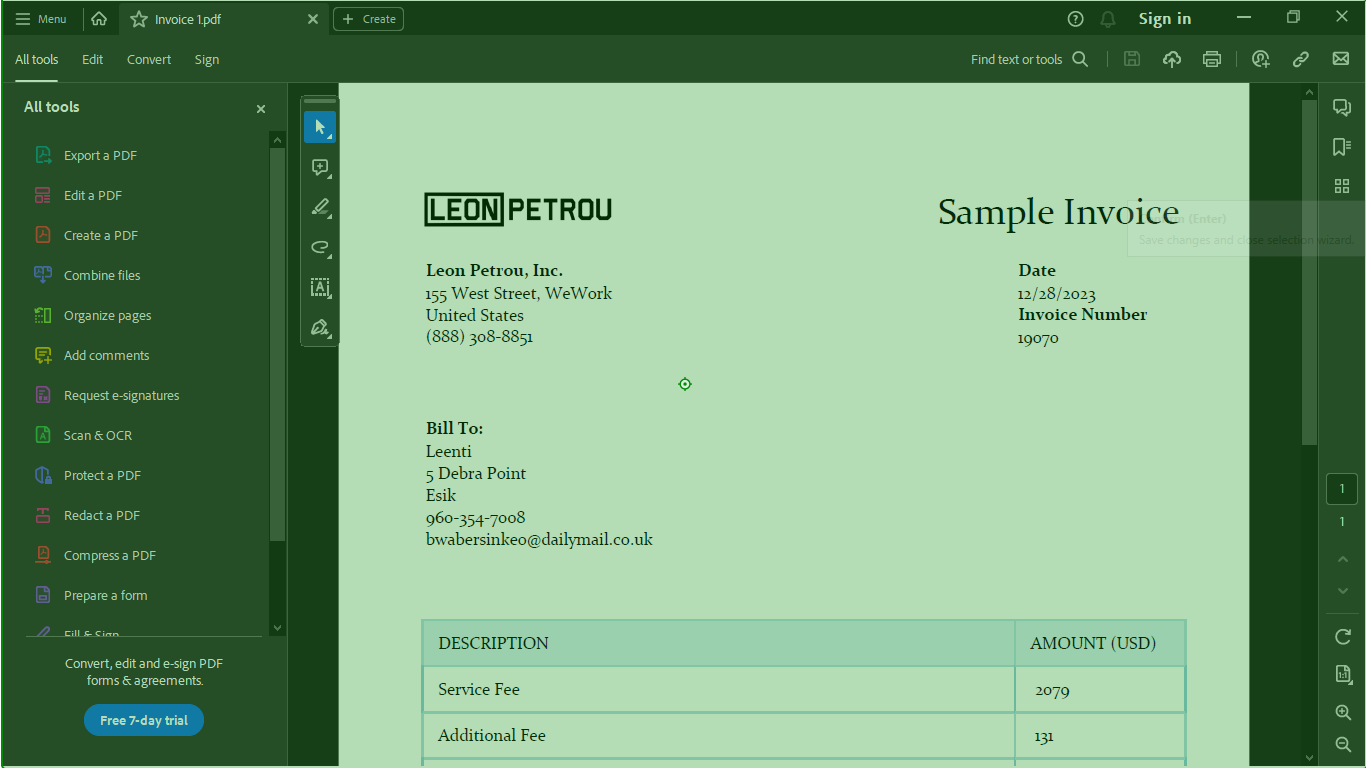 Menu
Invoice 1.pdf
Create
Sign in
All tools
Edit
Convert
Sign
Find text or tools
All tools
Export a PDF
Edit a PDF
Create a PDF
Combine files
Organize pages
Add comments
Request e-signatures
Scan & OCR
Protect a PDF
Redact a PDF
Compress a PDF
Prepare a form
Fill & Sign
Convert, edit and e-sign PDF
forms & agreements.
Free 7-day trial
LEON PETROU
Sample Invoice
(Enter)
Save changes and close selection wizard.
Leon Petrou, Inc.
155 West Street, WeWork
United States
(888) 308-8851
Date
12/28/2023
Invoice Number
19070
Bill To:
Leenti
5 Debra Point
Esik
960-354-7008
bwabersinkeo@dailymail.co.uk
DESCRIPTION
AMOUNT (USD)
Service Fee
2079
Additional Fee
131
1
1
1:1